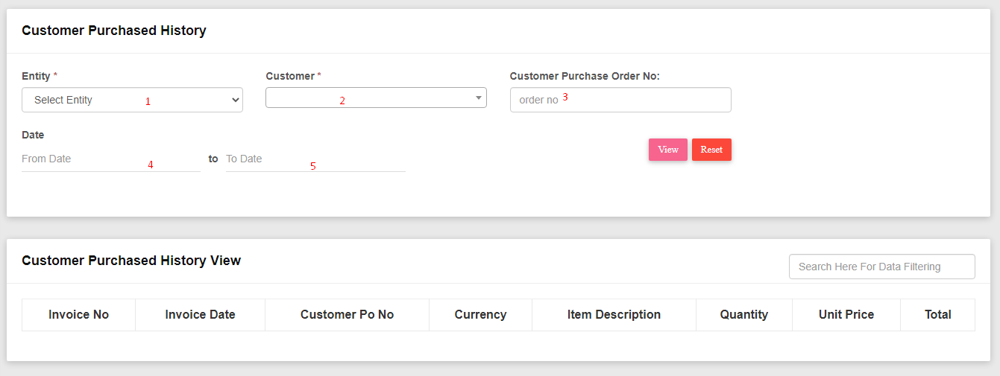 Customer Purchased History
Entity * Customer * Customer Purchase Order No:
Select Entity 1 2 order no 3
Date
View Reset
From Date 4 to To Date 5
Customer Purchased History View
Search Here For Data Filtering
Invoice No Invoice Date Customer Po No Currency Item Description Quantity Unit Price Total